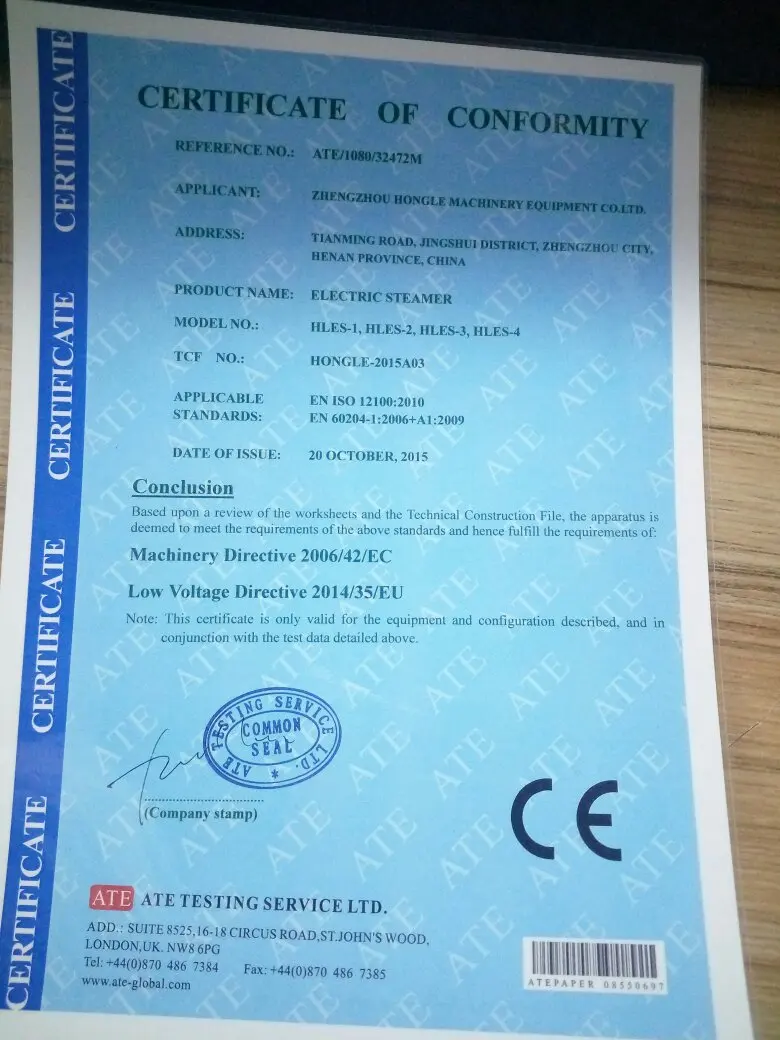 CERTIFICATE OF CONFORMITY
REFERENCE NO.: ATE/1080/32472M
APPLICANT: ZHENGZHOU HONGLE MACHINERY EQUIPMENT CO.LTD.
ADDRESS: TIANMING ROAD, JINGSHUI DISTRICT, ZHENGZHOU CITY,
HENAN PROVINCE, CHINA
PRODUCT NAME: ELECTRIC STEAMER
MODEL NO.: HLES-1, HLES-2, HLES-3, HLES-4
TCF NO.: HONGLE-2015A03
APPLICABLE EN ISO 12100:2010
STANDARDS: EN 60204-1:2006+A1:2009
DATE OF ISSUE: 20 OCTOBER, 2015
Conclusion
Based upon a review of the worksheets and the Technical Construction File, the apparatus is
deemed to meet the requirements of the above standards and hence fulfill the requirements of:
Machinery Directive 2006/42/EC
Low Voltage Directive 2014/35/EU
Note: This certificate is only valid for the equipment and configuration described, and in
conjunction with the test data detailed above.
ATE TESTING SERVICE LTD.
COMMON
SEAL
(Company stamp)
CE
ATE ATE TESTING SERVICE LTD.
ADD.: SUITE 8525,16-18 CIRCUS ROAD,ST.JOHN'S WOOD,
LONDON,UK. NW8 6PG
Tel: +44(0)870 486 7384 Fax: +44(0)870 486 7385
www.ate-global.com
ATEPAPER 08550697
CERTIFICATE
CERTIFICATE
CERTIFICATE
CERTIFICATE